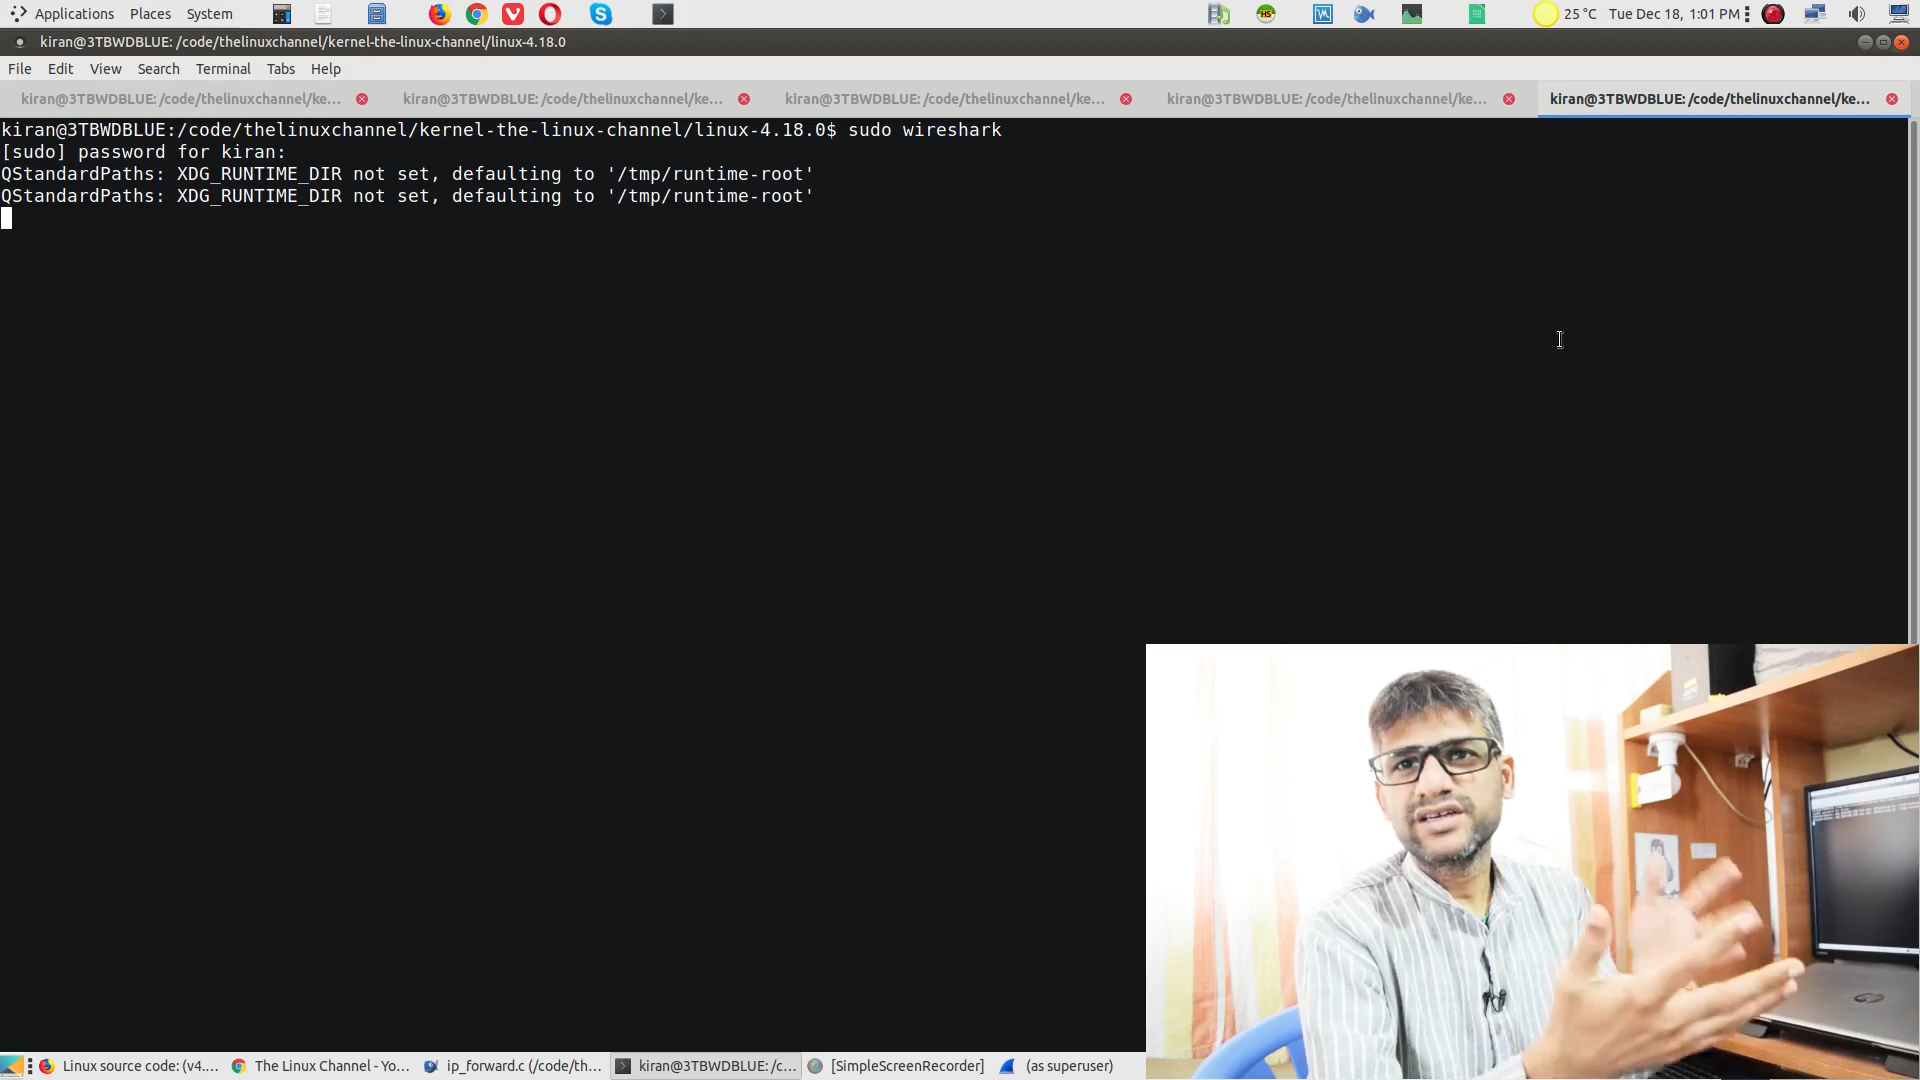 Applications Places System
25 °C Tue Dec 18, 1:01 PM
kiran@3TBWDBLUE: /code/thelinuxchannel/kernel-the-linux-channel/linux-4.18.0
File Edit View Search Terminal Tabs Help
kiran@3TBWDBLUE: /code/thelinuxchannel/ke... kiran@3TBWDBLUE: /code/thelinuxchannel/ke... kiran@3TBWDBLUE: /code/thelinuxchannel/ke... kiran@3TBWDBLUE: /code/thelinuxchannel/ke... kiran@3TBWDBLUE: /code/thelinuxchannel/ke...
kiran@3TBWDBLUE:/code/thelinuxchannel/kernel-the-linux-channel/linux-4.18.0$ sudo wireshark
[sudo] password for kiran:
QStandardPaths: XDG_RUNTIME_DIR not set, defaulting to '/tmp/runtime-root'
QStandardPaths: XDG_RUNTIME_DIR not set, defaulting to '/tmp/runtime-root'
Linux source code: (v4.... The Linux Channel - Yo... ip_forward.c (/code/th... kiran@3TBWDBLUE: /c... [SimpleScreenRecorder] (as superuser)